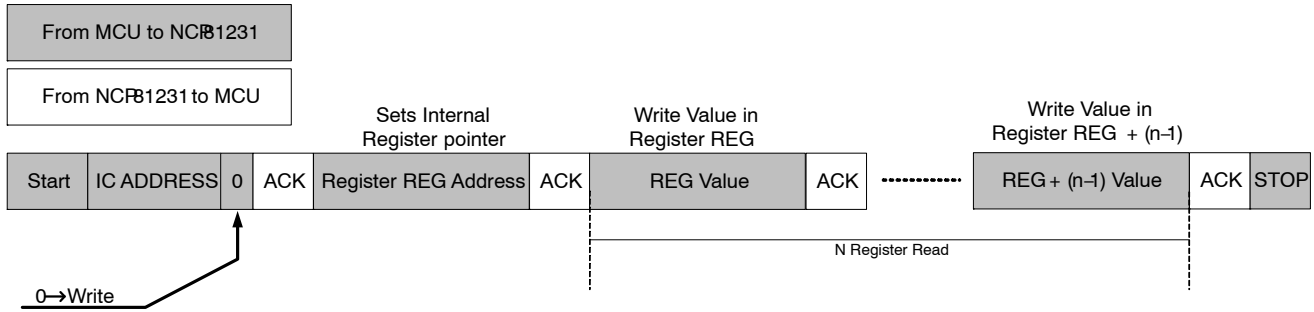 From MCU to NCP81231
From NCP81231 to MCU
Sets Internal
Register pointer
Write Value in
Register REG
Write Value in
Register REG + (n–1)
Start IC ADDRESS 0 ACK Register REG Address ACK REG Value ACK REG + (n–1) Value ACK STOP
N Register Read
0→Write